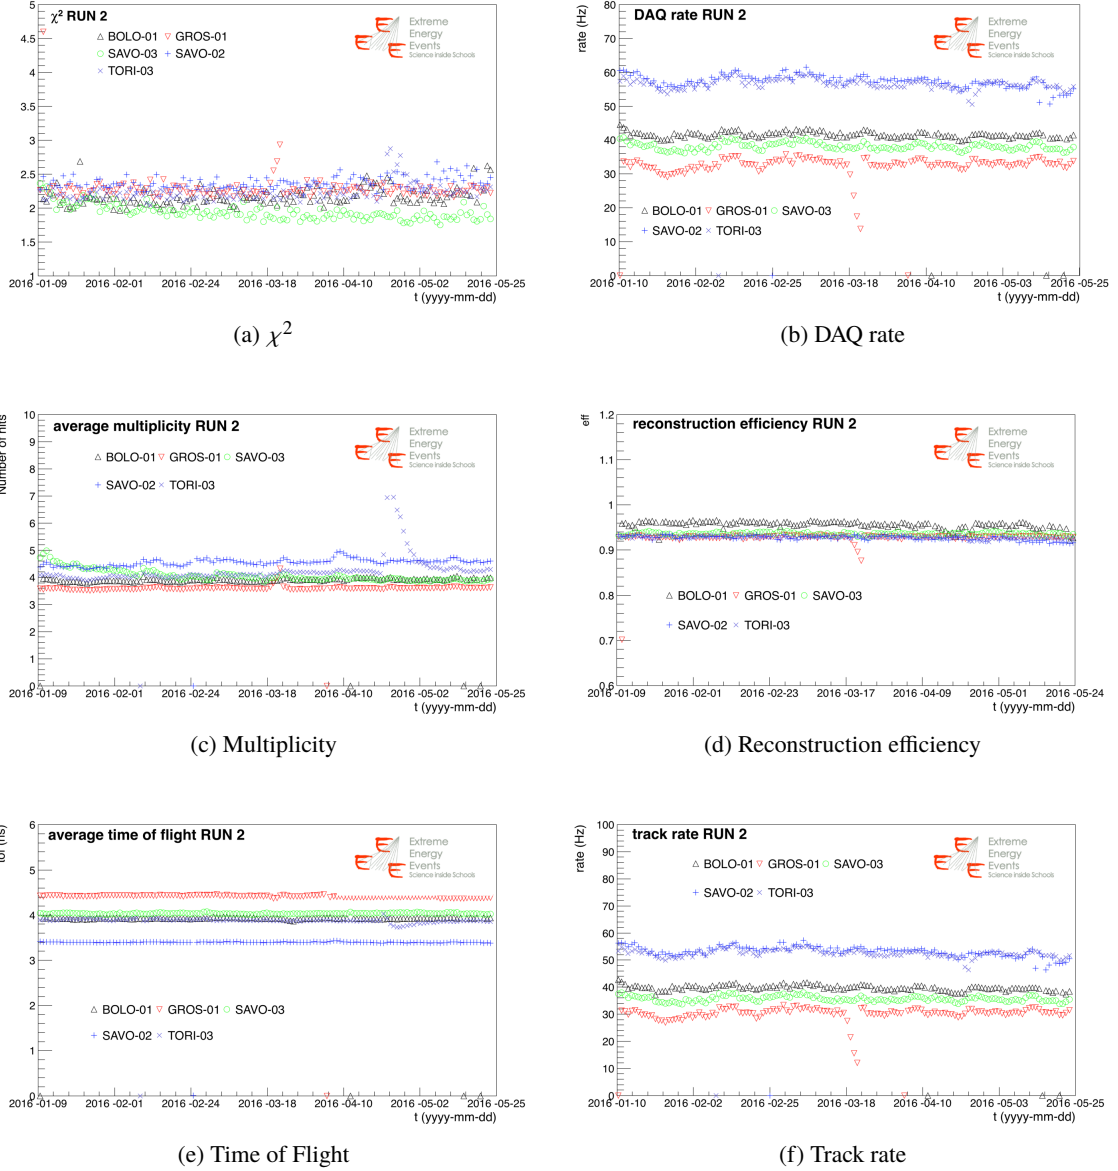 χ² RUN 2
BOLO-01 GROS-01
SAVO-03 SAVO-02
TORI-03
Extreme
Energy
Events
Science Inside Schools
5
4.5
4
3.5
3
2.5
2
1.5
1
2016 -01-09 2016 -02-01 2016 -02-24 2016 -03-18 2016 -04-10 2016 -05-02 2016 -05-25
t (yyyy-mm-dd)
(a) χ²
DAQ rate RUN 2
rate (Hz)
Extreme
Energy
Events
Science Inside Schools
80
70
60
50
40
30
20
10
0
BOLO-01 GROS-01 SAVO-03
SAVO-02 TORI-03
2016 -01-10 2016 -02-02 2016 -02-25 2016 -03-18 2016 -04-10 2016 -05-03 2016 -05-25
t (yyyy-mm-dd)
(b) DAQ rate
average multiplicity RUN 2
Number of hits
BOLO-01 GROS-01 SAVO-03
SAVO-02 TORI-03
Extreme
Energy
Events
Science Inside Schools
10
9
8
7
6
5
4
3
2
1
0
2016 -01-09 2016 -02-01 2016 -02-24 2016 -03-18 2016 -04-10 2016 -05-02 2016 -05-25
t (yyyy-mm-dd)
(c) Multiplicity
reconstruction efficiency RUN 2
eff
Extreme
Energy
Events
Science Inside Schools
1.2
1.1
1
0.9
0.8
0.7
0.6
BOLO-01 GROS-01 SAVO-03
SAVO-02 TORI-03
2016 -01-09 2016 -02-01 2016 -02-23 2016 -03-17 2016 -04-09 2016 -05-01 2016 -05-24
t (yyyy-mm-dd)
(d) Reconstruction efficiency
average time of flight RUN 2
tof (ns)
Extreme
Energy
Events
Science Inside Schools
6
5
4
3
2
1
0
BOLO-01 GROS-01 SAVO-03
SAVO-02 TORI-03
2016 -01-09 2016 -02-01 2016 -02-24 2016 -03-18 2016 -04-10 2016 -05-02 2016 -05-25
t (yyyy-mm-dd)
(e) Time of Flight
track rate RUN 2
rate (Hz)
BOLO-01 GROS-01 SAVO-03
SAVO-02 TORI-03
Extreme
Energy
Events
Science Inside Schools
100
90
80
70
60
50
40
30
20
10
0
2016 -01-10 2016 -02-02 2016 -02-25 2016 -03-18 2016 -04-10 2016 -05-03 2016 -05-25
t (yyyy-mm-dd)
(f) Track rate